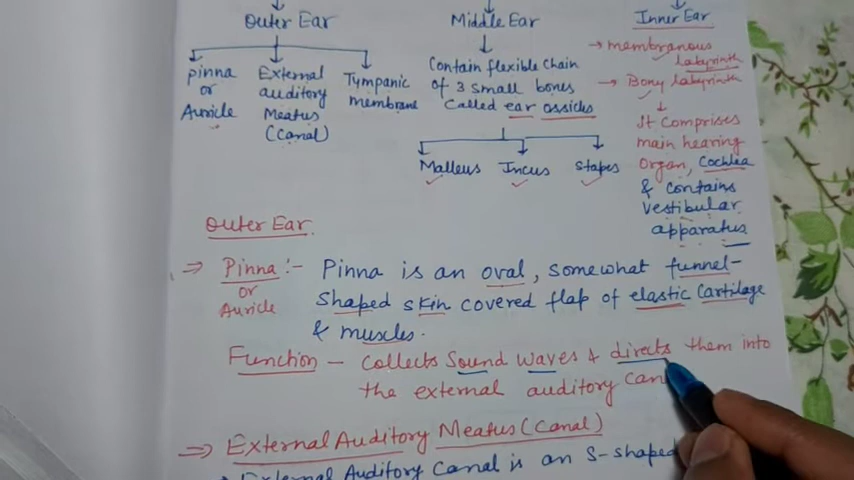 Outer Ear
Middle Ear
Inner Ear
pinna
or
Auricle
External
auditory
Meatus
(canal)
Tympanic
membrane
Contain flexible chain
of 3 small bones
called ear ossicles
Malleus
Incus
Stapes
→ membranous
labyrinth
→ Bony labyrinth
It comprises
main hearing
Organ, Cochlea
& contains
vestibular
apparatus
Outer Ear
⇒ Pinna :- Pinna is an oval, somewhat funnel-
or
Auricle
shaped skin covered flap of elastic cartilage
& muscles.
Function - collects sound waves & directs them into
the external auditory can
⇒ External Auditory Meatus (canal)
External Auditory canal is an S-shaped